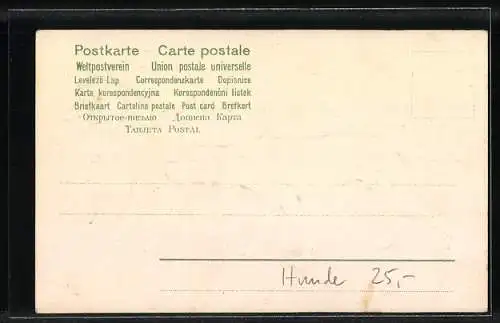 Postkarte - Carte postale
Weltpostverein - Union postale universelle
Levelező-Lap Correspondenzkarte Dopisnice
Karta korespondencyjna Korespondenční lístek
Briefkaart Cartolina postale Post card Brefkort
Открытое-письмо Дописна Карта
TARJETA POSTAL
Hunde 25,-